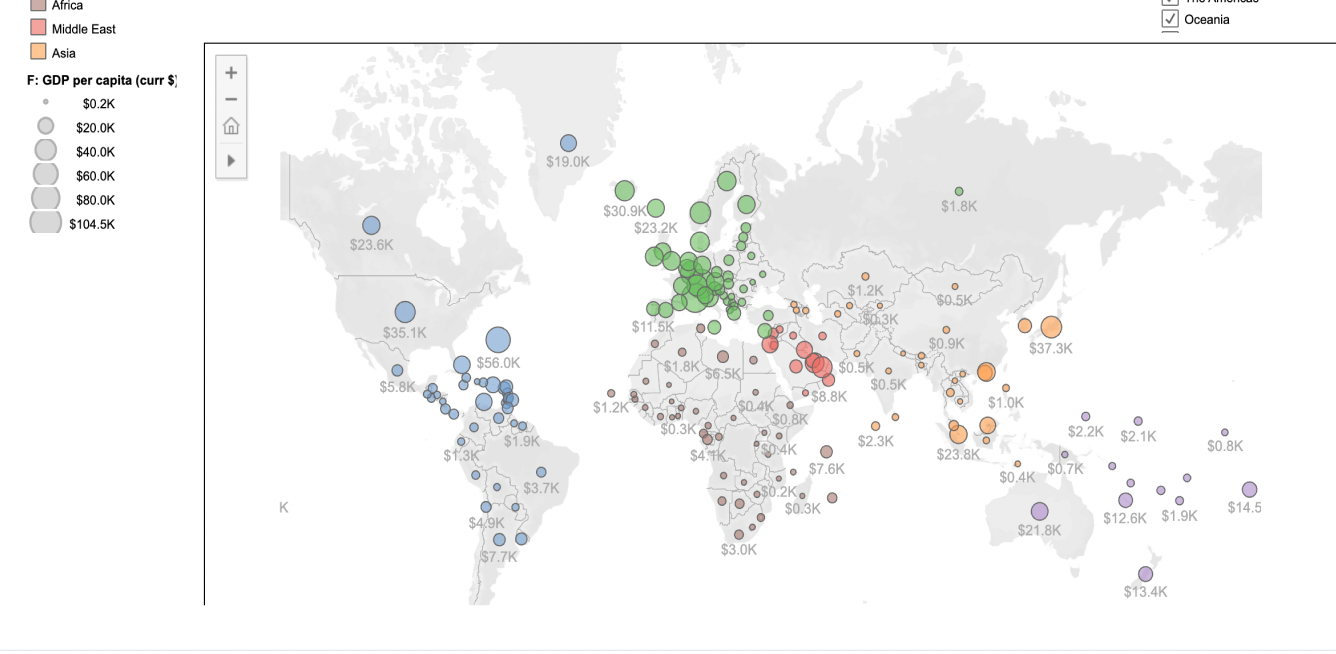 Africa
The Americas
Middle East
Oceania
Asia
F: GDP per capita (curr $)
$0.2K
$20.0K
$40.0K
$60.0K
$80.0K
$104.5K
+
−
$19.0K
$30.9K
$1.8K
$23.2K
$23.6K
$1.2K
$0.5K
$0.3K
$11.5K
$35.1K
$0.9K
$37.3K
$56.0K
$1.8K
$6.5K
$0.5K
$5.8K
$0.5K
$8.8K
$1.2K
$0.4K
$1.0K
$0.8K
$0.3K
$2.2K
$2.1K
$1.9K
$2.3K
$0.8K
$1.3K
$4.1K
$0.4K
$23.8K
$7.6K
$0.7K
$0.4K
$3.7K
$0.2K
K
$0.3K
$14.5
$4.9K
$12.6K
$1.9K
$21.8K
$3.0K
$7.7K
$13.4K